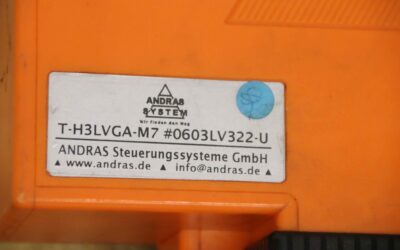 ANDRAS
SYSTEM
Wir finden den Weg
T-H3LVGA-M7 #0603LV322-U
ANDRAS Steuerungssysteme GmbH
▲ www.andras.de ▲ info@andras.de ▲